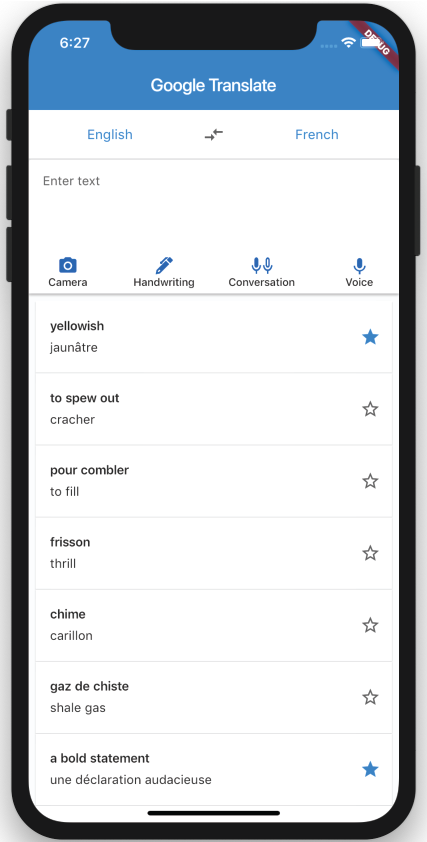 6:27
DEBUG
Google Translate
English French
Enter text
Camera Handwriting Conversation Voice
yellowish
jaunâtre
to spew out
cracher
pour combler
to fill
frisson
thrill
chime
carillon
gaz de chiste
shale gas
a bold statement
une déclaration audacieuse